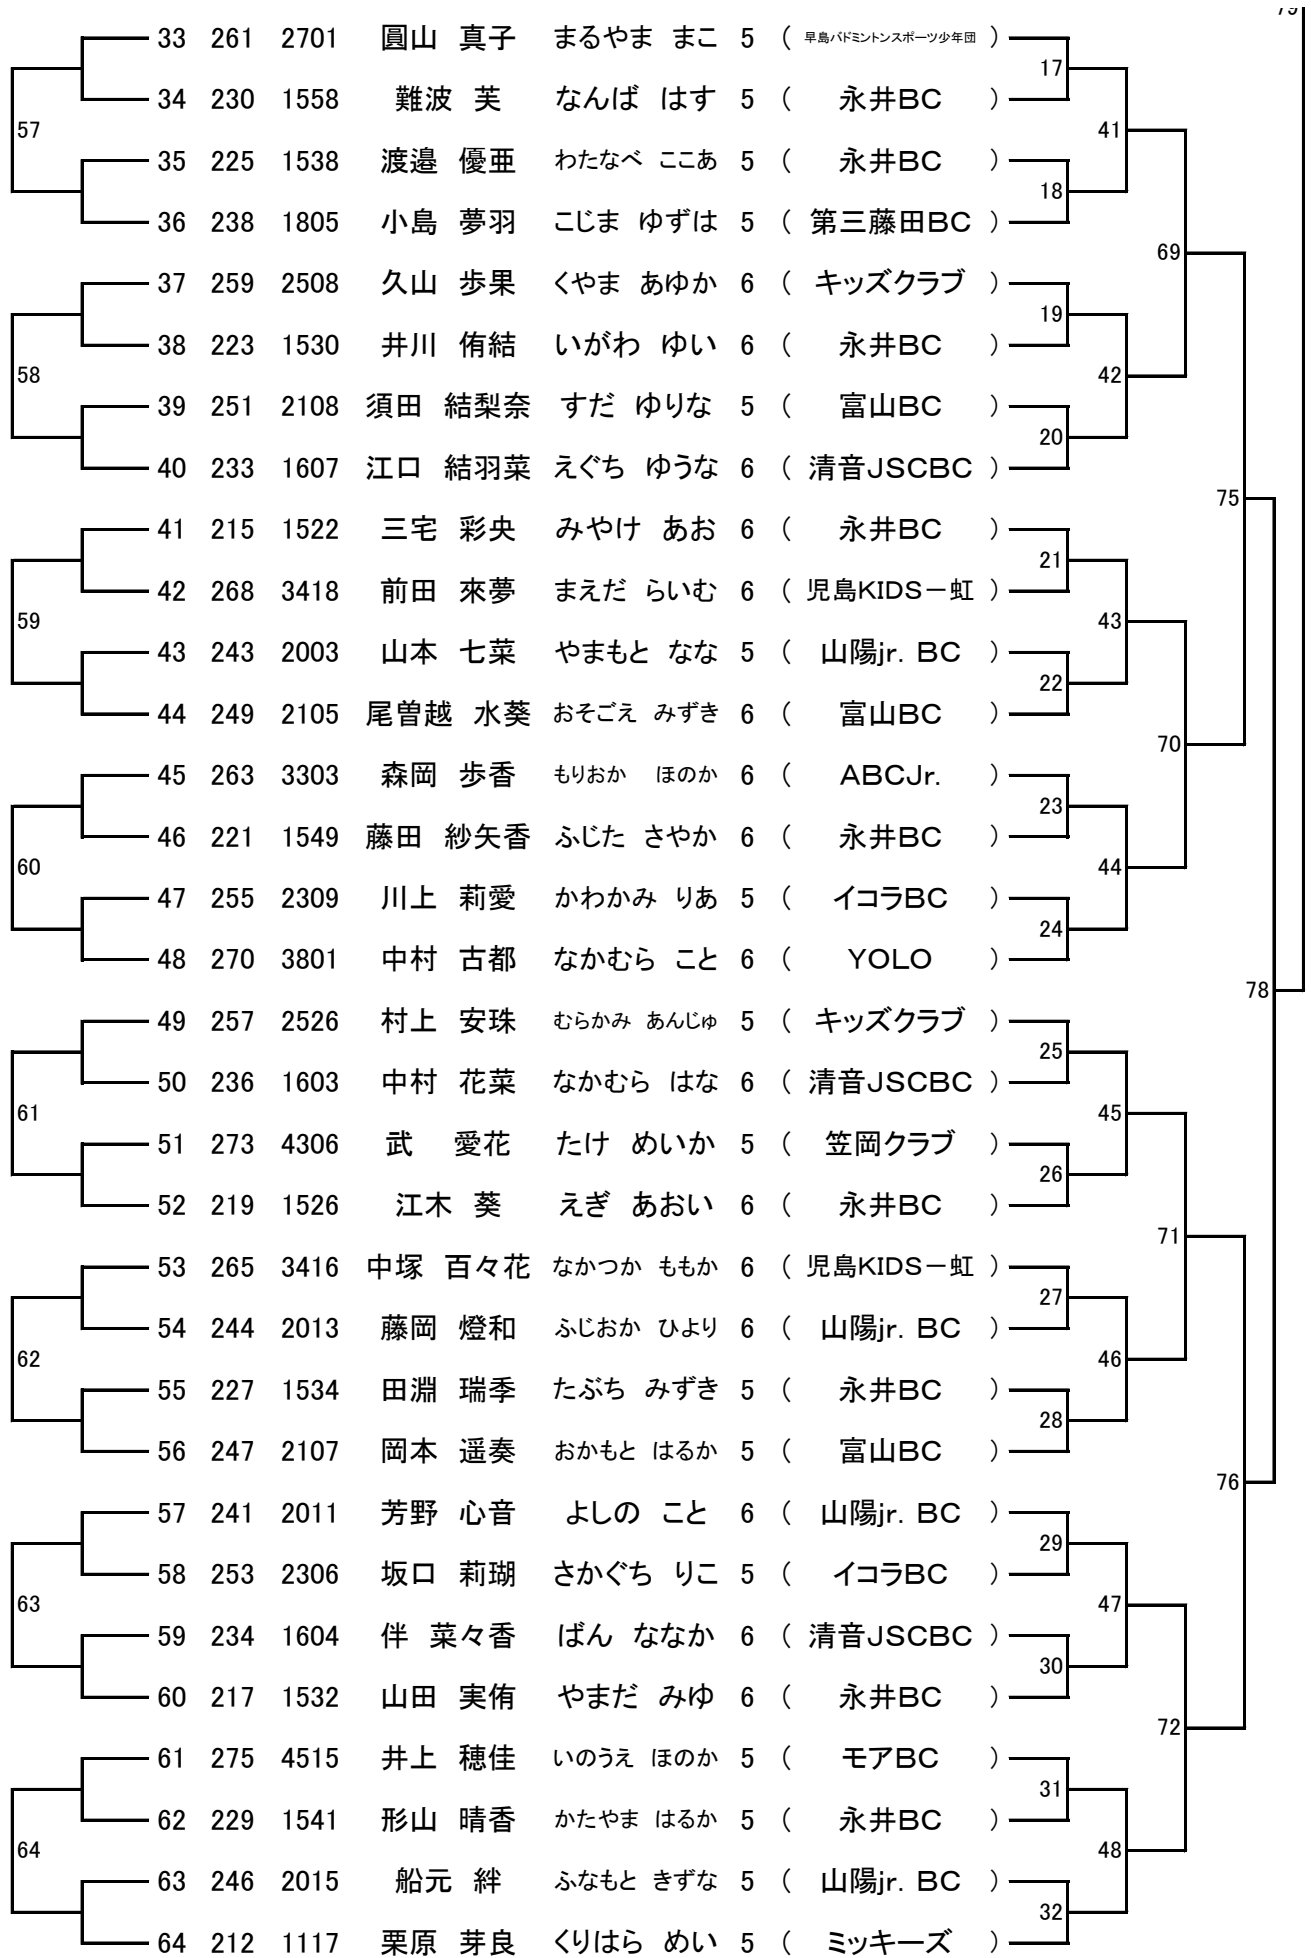 79
33 261 2701 圓山 真子 まるやま まこ 5 ( 早島バドミントンスポーツ少年団 )
17
34 230 1558 難波 芙 なんば はす 5 ( 永井BC )
57 41
35 225 1538 渡邉 優亜 わたなべ ここあ 5 ( 永井BC )
18
36 238 1805 小島 夢羽 こじま ゆずは 5 ( 第三藤田BC )
69
37 259 2508 久山 歩果 くやま あゆか 6 ( キッズクラブ )
19
38 223 1530 井川 侑結 いがわ ゆい 6 ( 永井BC )
58 42
39 251 2108 須田 結梨奈 すだ ゆりな 5 ( 富山BC )
20
40 233 1607 江口 結羽菜 えぐち ゆうな 6 ( 清音JSCBC )
75
41 215 1522 三宅 彩央 みやけ あお 6 ( 永井BC )
21
42 268 3418 前田 來夢 まえだ らいむ 6 ( 児島KIDS－虹 )
59 43
43 243 2003 山本 七菜 やまもと なな 5 ( 山陽jr. BC )
22
44 249 2105 尾曽越 水葵 おそごえ みずき 6 ( 富山BC )
70
45 263 3303 森岡 歩香 もりおか ほのか 6 ( ABCJr. )
23
46 221 1549 藤田 紗矢香 ふじた さやか 6 ( 永井BC )
60 44
47 255 2309 川上 莉愛 かわかみ りあ 5 ( イコラBC )
24
48 270 3801 中村 古都 なかむら こと 6 ( YOLO )
78
49 257 2526 村上 安珠 むらかみ あんじゅ 5 ( キッズクラブ )
25
50 236 1603 中村 花菜 なかむら はな 6 ( 清音JSCBC )
61 45
51 273 4306 武 愛花 たけ めいか 5 ( 笠岡クラブ )
26
52 219 1526 江木 葵 えぎ あおい 6 ( 永井BC )
71
53 265 3416 中塚 百々花 なかつか ももか 6 ( 児島KIDS－虹 )
27
54 244 2013 藤岡 燈和 ふじおか ひより 6 ( 山陽jr. BC )
62 46
55 227 1534 田淵 瑞季 たぶち みずき 5 ( 永井BC )
28
56 247 2107 岡本 遥奏 おかもと はるか 5 ( 富山BC )
76
57 241 2011 芳野 心音 よしの こと 6 ( 山陽jr. BC )
29
58 253 2306 坂口 莉瑚 さかぐち りこ 5 ( イコラBC )
63 47
59 234 1604 伴 菜々香 ばん ななか 6 ( 清音JSCBC )
30
60 217 1532 山田 実侑 やまだ みゆ 6 ( 永井BC )
72
61 275 4515 井上 穂佳 いのうえ ほのか 5 ( モアBC )
31
62 229 1541 形山 晴香 かたやま はるか 5 ( 永井BC )
64 48
63 246 2015 船元 絆 ふなもと きずな 5 ( 山陽jr. BC )
32
64 212 1117 栗原 芽良 くりはら めい 5 ( ミッキーズ )